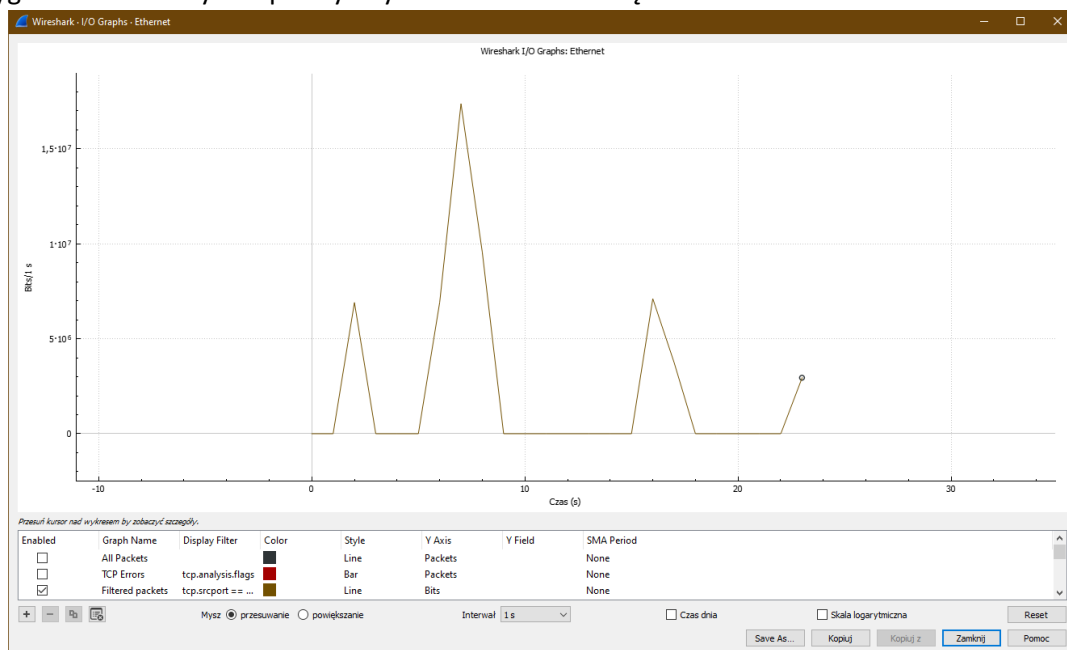 Wireshark · I/O Graphs · Ethernet
Wireshark I/O Graphs: Ethernet
1,5·10⁷
1·10⁷
5·10⁶
0
Bits/1 s
-10 0 10 20 30
Czas (s)
Przesuń kursor nad wykresem by zobaczyć szczegóły.
Enabled Graph Name Display Filter Color Style Y Axis Y Field SMA Period
All Packets Line Packets None
TCP Errors tcp.analysis.flags Bar Packets None
Filtered packets tcp.srcport == ... Line Bits None
+ − Mysz przesuwanie powiększanie Interwał 1 s Czas dnia Skala logarytmiczna Reset
Save As... Kopiuj Kopiuj z Zamknij Pomoc